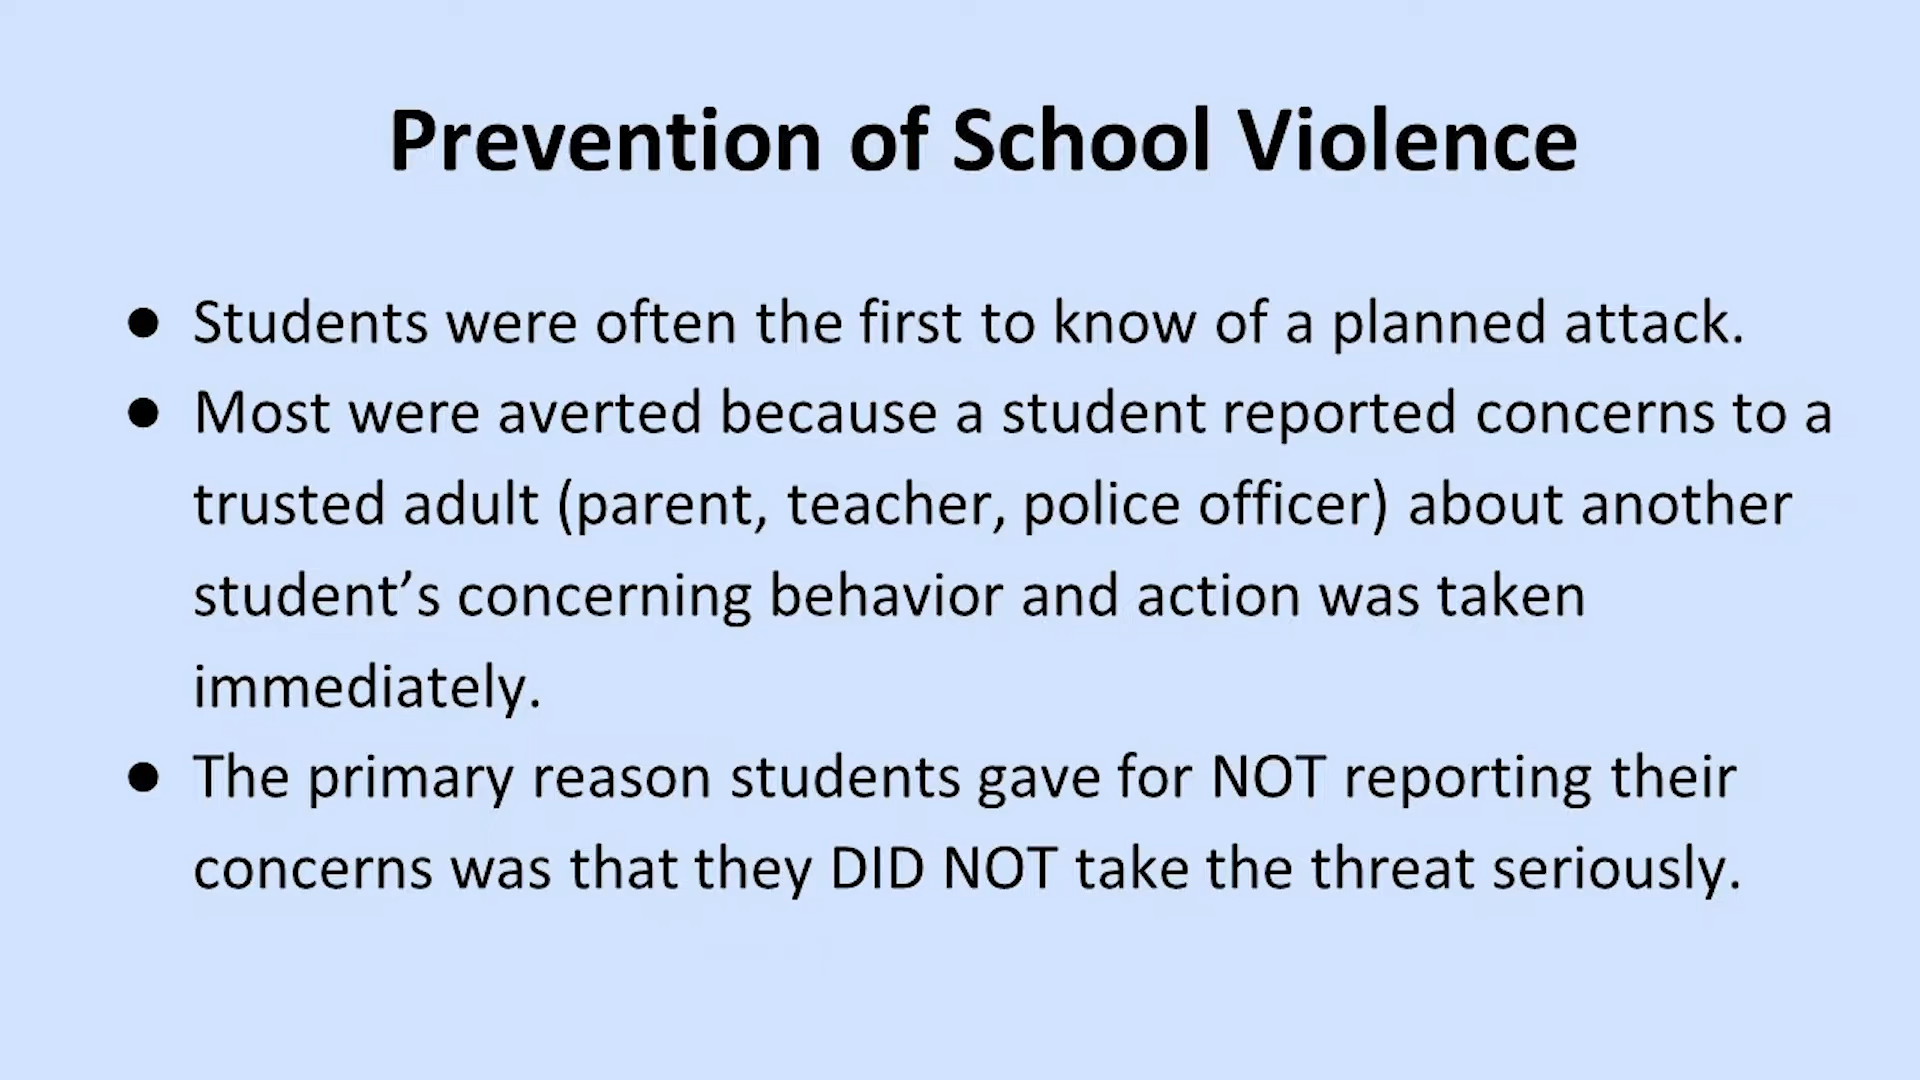 Prevention of School Violence
● Students were often the first to know of a planned attack.
● Most were averted because a student reported concerns to a
trusted adult (parent, teacher, police officer) about another
student’s concerning behavior and action was taken
immediately.
● The primary reason students gave for NOT reporting their
concerns was that they DID NOT take the threat seriously.